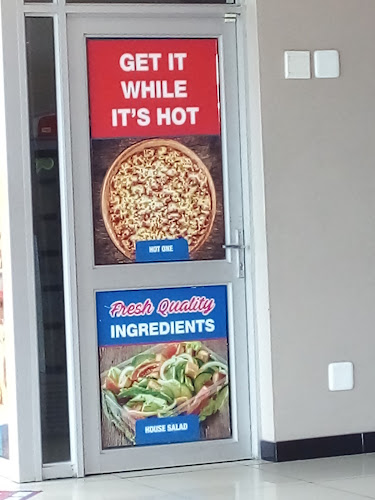 GET IT
WHILE
IT'S HOT
HOT ONE
Fresh Quality
INGREDIENTS
HOUSE SALAD